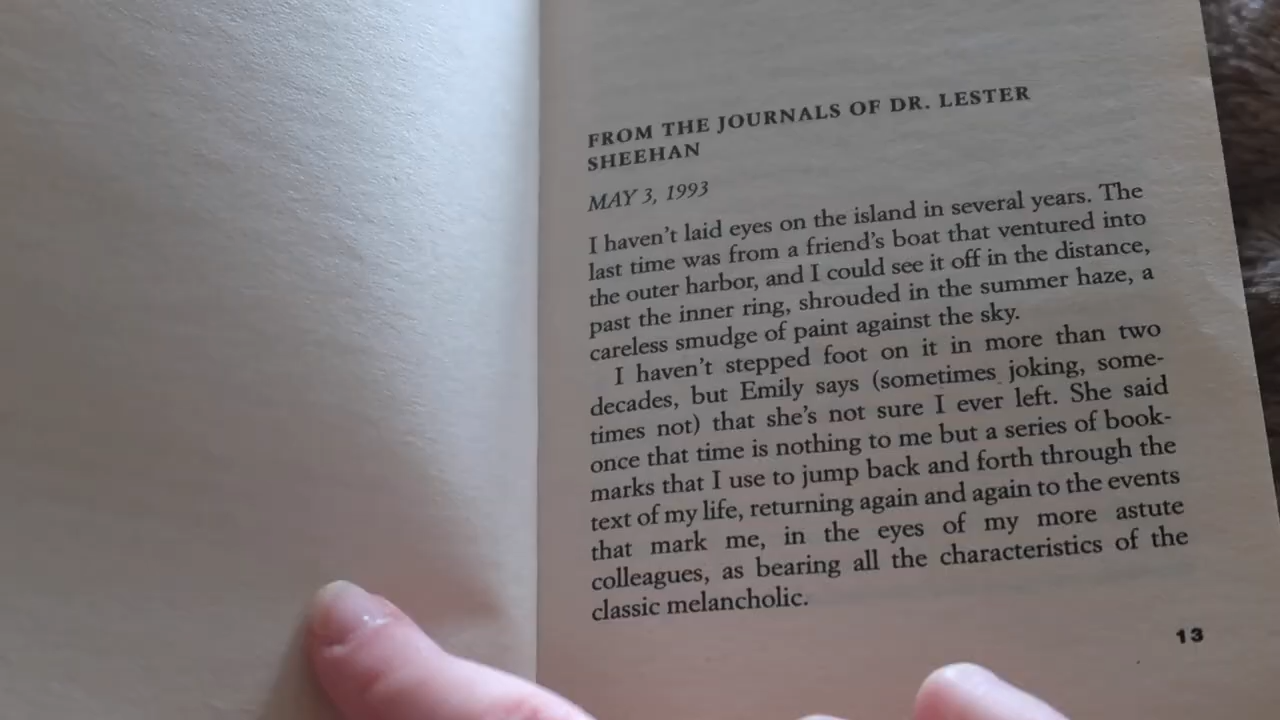 FROM THE JOURNALS OF DR. LESTER
SHEEHAN
MAY 3, 1993
I haven't laid eyes on the island in several years. The
last time was from a friend's boat that ventured into
the outer harbor, and I could see it off in the distance,
past the inner ring, shrouded in the summer haze, a
careless smudge of paint against the sky.
I haven't stepped foot on it in more than two
decades, but Emily says (sometimes joking, some-
times not) that she's not sure I ever left. She said
once that time is nothing to me but a series of book-
marks that I use to jump back and forth through the
text of my life, returning again and again to the events
that mark me, in the eyes of my more astute
colleagues, as bearing all the characteristics of the
classic melancholic.
13